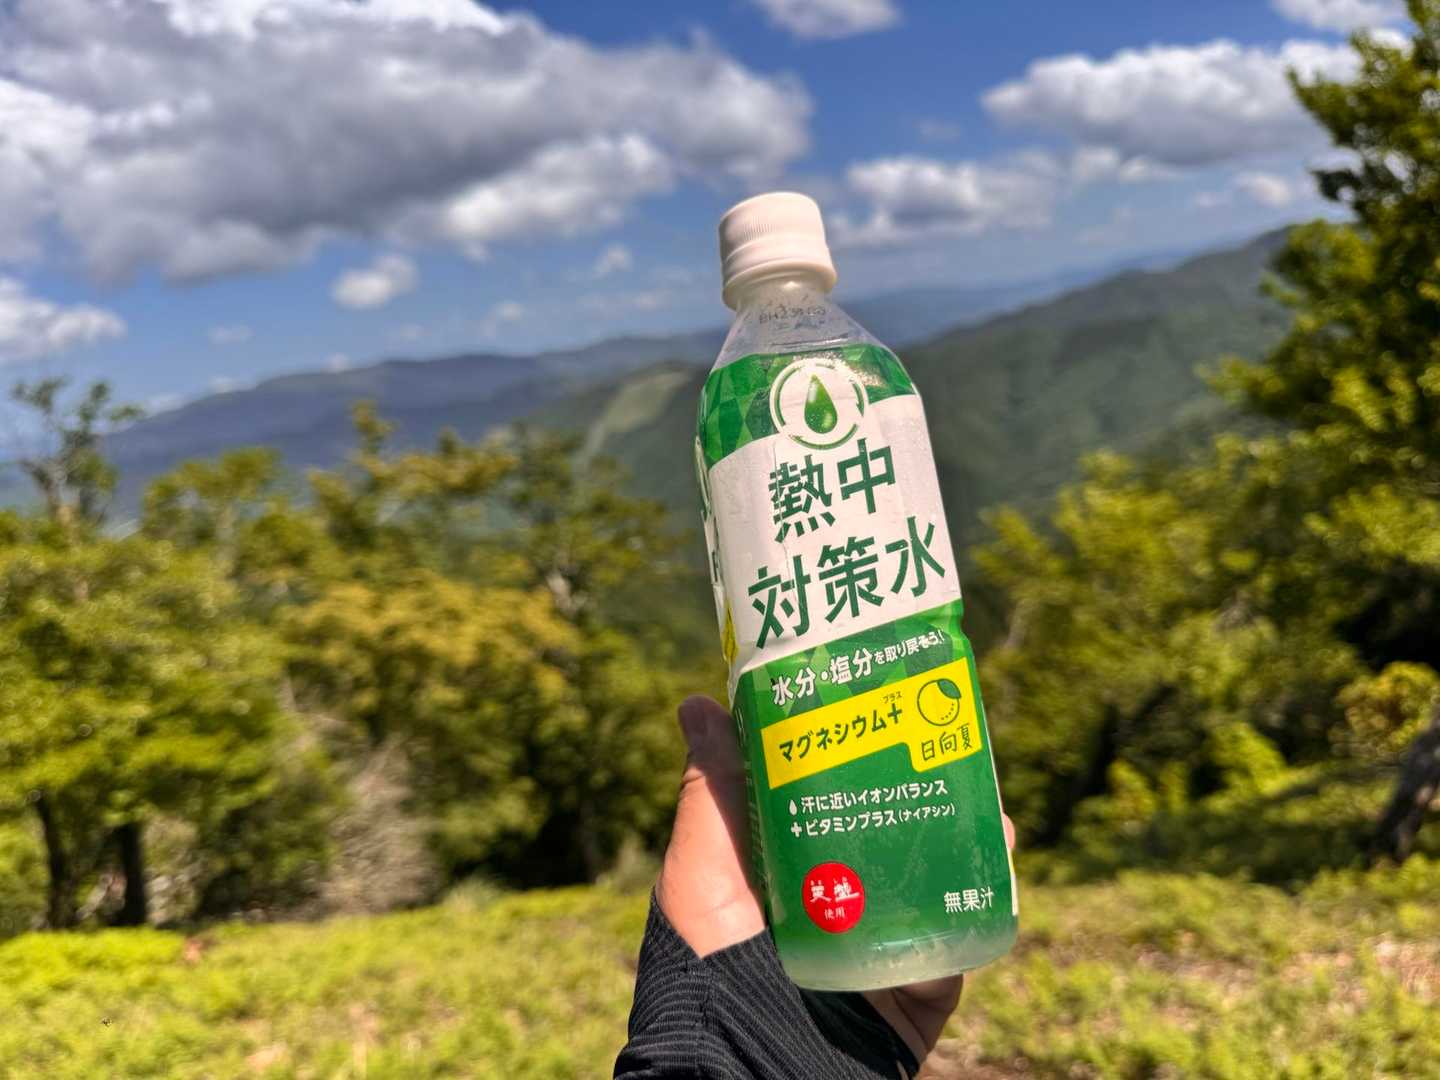 熱中
対策水
水分・塩分を取り戻そう!
プラス
マグネシウム+
日向夏
汗に近いイオンバランス
+ビタミンプラス(ナイアシン)
使用
無果汁